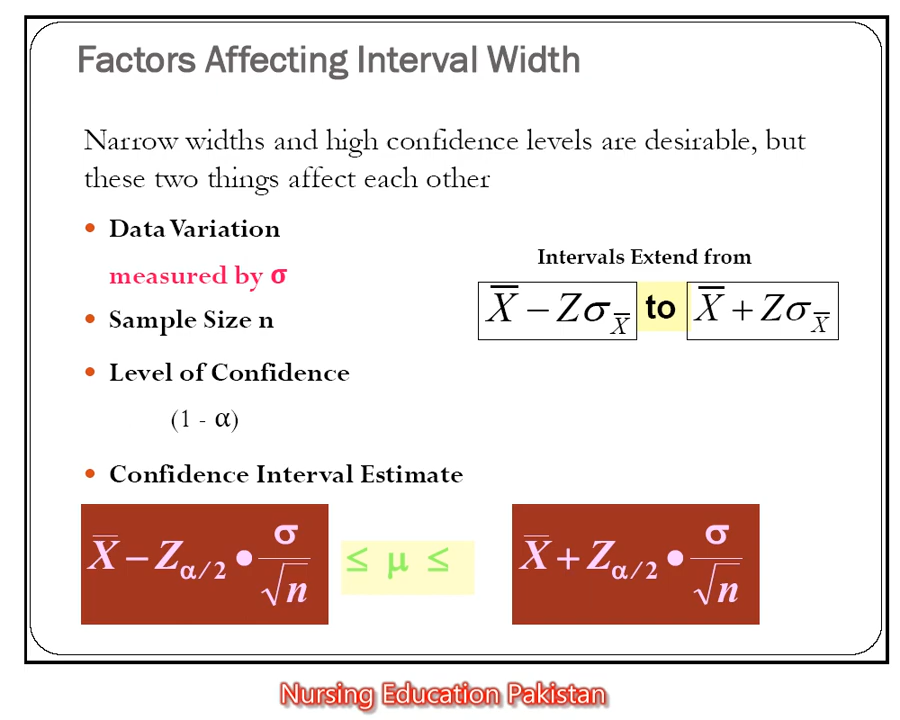 Factors Affecting Interval Width
Narrow widths and high confidence levels are desirable, but
these two things affect each other
• Data Variation
measured by σ
• Sample Size n
• Level of Confidence
(1 - α)
• Confidence Interval Estimate
Intervals Extend from
X̅ − Zσ_X̅ to X̅ + Zσ_X̅
X̅ − Z_α/2 • σ/√n ≤ μ ≤ X̅ + Z_α/2 • σ/√n
Nursing Education Pakistan